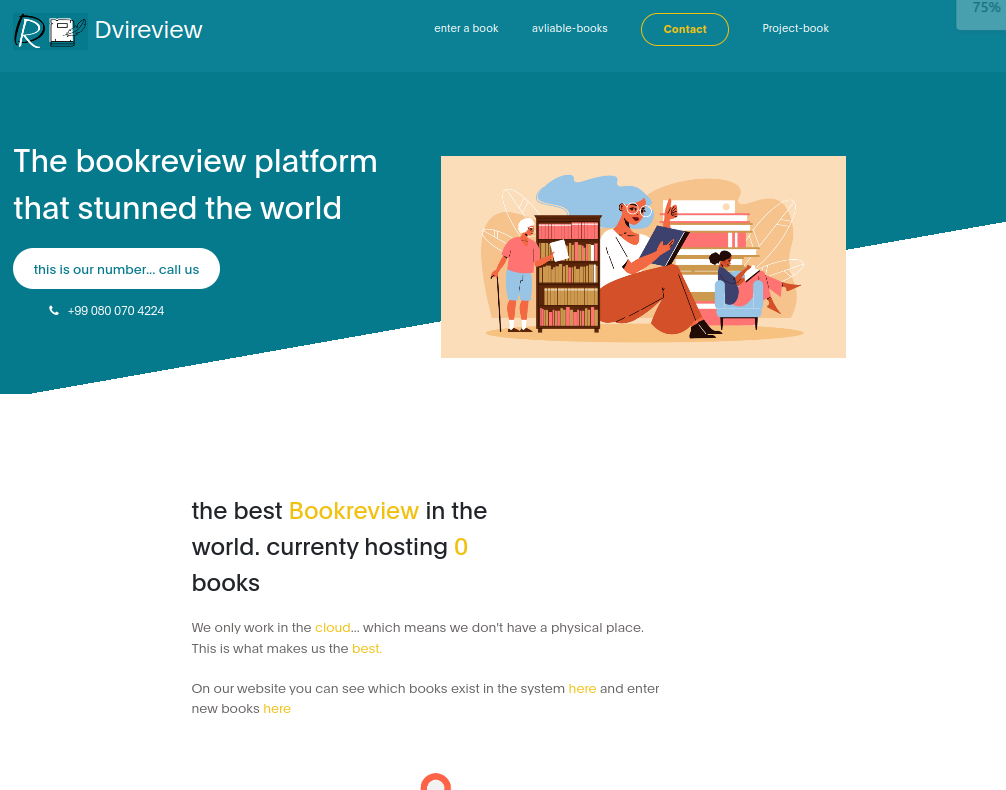 R Dvireview
enter a book
avliable-books
Contact
Project-book
75%
The bookreview platform
that stunned the world
this is our number... call us
+99 080 070 4224
the best Bookreview in the
world. currenty hosting 0
books
We only work in the cloud... which means we don't have a physical place.
This is what makes us the best.
On our website you can see which books exist in the system here and enter
new books here